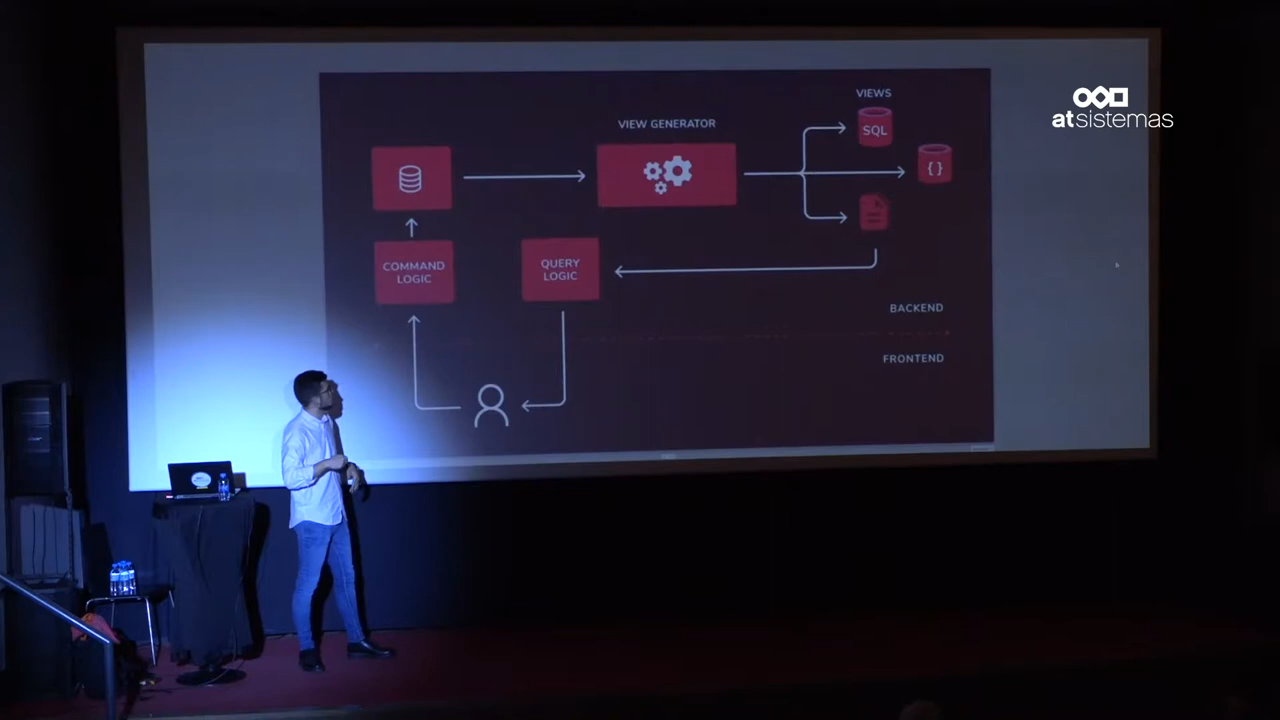 VIEWS
VIEW GENERATOR
SQL
{}
COMMAND
LOGIC
QUERY
LOGIC
BACKEND
FRONTEND
atsistemas